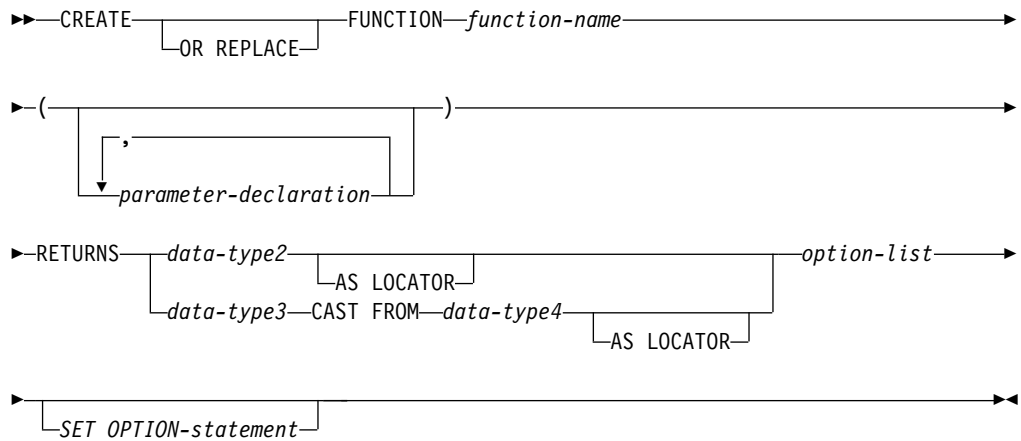 CREATE FUNCTION function-name
OR REPLACE
( )
,
parameter-declaration
RETURNS data-type2 option-list
AS LOCATOR
data-type3 CAST FROM data-type4
AS LOCATOR
SET OPTION-statement